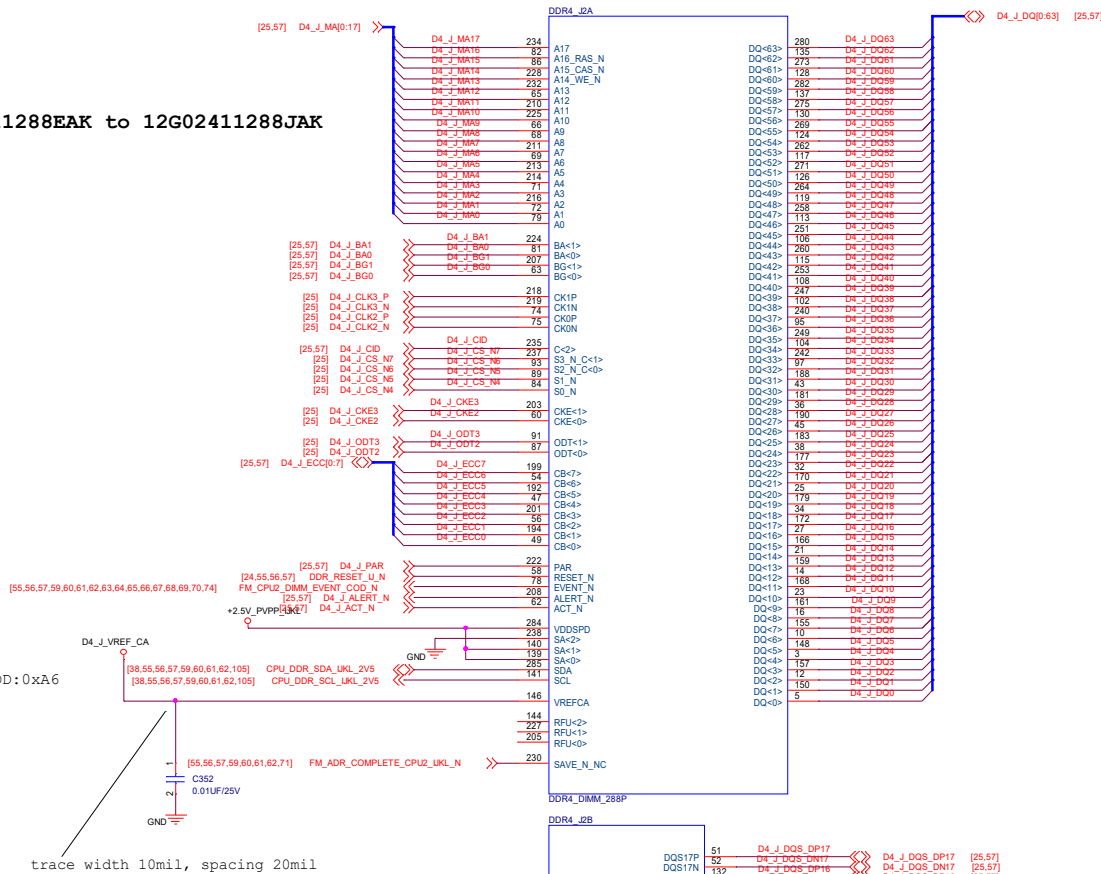 DDR4_J2A
[25,57] D4_J_MA[0:17]
11288EAK to 12G02411288JAK
D4_J_MA17 234 A17
D4_J_MA16 82 A16_RAS_N
D4_J_MA15 86 A15_CAS_N
D4_J_MA14 228 A14_WE_N
D4_J_MA13 232 A13
D4_J_MA12 65 A12
D4_J_MA11 210 A11
D4_J_MA10 225 A10
D4_J_MA9 66 A9
D4_J_MA8 68 A8
D4_J_MA7 211 A7
D4_J_MA6 69 A6
D4_J_MA5 213 A5
D4_J_MA4 214 A4
D4_J_MA3 71 A3
D4_J_MA2 216 A2
D4_J_MA1 72 A1
D4_J_MA0 79 A0
[25,57] D4_J_BA1 D4_J_BA1 224 BA<1>
[25,57] D4_J_BA0 D4_J_BA0 81 BA<0>
[25,57] D4_J_BG1 D4_J_BG1 207 BG<1>
[25,57] D4_J_BG0 D4_J_BG0 63 BG<0>
[25] D4_J_CLK3_P 218 CK1P
[25] D4_J_CLK3_N 219 CK1N
[25] D4_J_CLK2_P 74 CK0P
[25] D4_J_CLK2_N 75 CK0N
[25,57] D4_J_CID D4_J_CID 235 C<2>
[25] D4_J_CS_N7 D4_J_CS_N7 237 S3_N_C<1>
[25] D4_J_CS_N6 D4_J_CS_N6 93 S2_N_C<0>
[25] D4_J_CS_N5 D4_J_CS_N5 89 S1_N
[25] D4_J_CS_N4 D4_J_CS_N4 84 S0_N
[25] D4_J_CKE3 D4_J_CKE3 203 CKE<1>
[25] D4_J_CKE2 D4_J_CKE2 60 CKE<0>
[25] D4_J_ODT3 D4_J_ODT3 91 ODT<1>
[25] D4_J_ODT2 D4_J_ODT2 87 ODT<0>
[25,57] D4_J_ECC[0:7]
D4_J_ECC7 199 CB<7>
D4_J_ECC6 54 CB<6>
D4_J_ECC5 192 CB<5>
D4_J_ECC4 47 CB<4>
D4_J_ECC3 201 CB<3>
D4_J_ECC2 56 CB<2>
D4_J_ECC1 194 CB<1>
D4_J_ECC0 49 CB<0>
[25,57] D4_J_PAR 222 PAR
[24,55,56,57] DDR_RESET_U_N 58 RESET_N
[55,56,57,59,60,61,62,63,64,65,66,67,68,69,70,74] FM_CPU2_DIMM_EVENT_COD_N 78 EVENT_N
[25,57] D4_J_ALERT_N 208 ALERT_N
[25,57] D4_J_ACT_N 62 ACT_N
+2.5V_PVPP_IJKL
284 VDDSPD
238 SA<2>
140 SA<1>
139 SA<0>
GND
D4_J_VREF_CA
[38,55,56,57,59,60,61,62,105] CPU_DDR_SDA_IJKL_2V5 285 SDA
[38,55,56,57,59,60,61,62,105] CPU_DDR_SCL_IJKL_2V5 141 SCL
D:0xA6
146 VREFCA
144 RFU<2>
227 RFU<1>
205 RFU<0>
[55,56,57,59,60,61,62,71] FM_ADR_COMPLETE_CPU2_IJKL_N 230 SAVE_N_NC
1
C352
0.01UF/25V
2
GND
trace width 10mil, spacing 20mil
D4_J_DQ[0:63] [25,57]
DQ<63> 280 D4_J_DQ63
DQ<62> 135 D4_J_DQ62
DQ<61> 273 D4_J_DQ61
DQ<60> 128 D4_J_DQ60
DQ<59> 282 D4_J_DQ59
DQ<58> 137 D4_J_DQ58
DQ<57> 275 D4_J_DQ57
DQ<56> 130 D4_J_DQ56
DQ<55> 269 D4_J_DQ55
DQ<54> 124 D4_J_DQ54
DQ<53> 262 D4_J_DQ53
DQ<52> 117 D4_J_DQ52
DQ<51> 271 D4_J_DQ51
DQ<50> 126 D4_J_DQ50
DQ<49> 264 D4_J_DQ49
DQ<48> 119 D4_J_DQ48
DQ<47> 258 D4_J_DQ47
DQ<46> 113 D4_J_DQ46
DQ<45> 251 D4_J_DQ45
DQ<44> 106 D4_J_DQ44
DQ<43> 260 D4_J_DQ43
DQ<42> 115 D4_J_DQ42
DQ<41> 253 D4_J_DQ41
DQ<40> 108 D4_J_DQ40
DQ<39> 247 D4_J_DQ39
DQ<38> 102 D4_J_DQ38
DQ<37> 240 D4_J_DQ37
DQ<36> 95 D4_J_DQ36
DQ<35> 249 D4_J_DQ35
DQ<34> 104 D4_J_DQ34
DQ<33> 242 D4_J_DQ33
DQ<32> 97 D4_J_DQ32
DQ<31> 188 D4_J_DQ31
DQ<30> 43 D4_J_DQ30
DQ<29> 181 D4_J_DQ29
DQ<28> 36 D4_J_DQ28
DQ<27> 190 D4_J_DQ27
DQ<26> 45 D4_J_DQ26
DQ<25> 183 D4_J_DQ25
DQ<24> 38 D4_J_DQ24
DQ<23> 177 D4_J_DQ23
DQ<22> 32 D4_J_DQ22
DQ<21> 170 D4_J_DQ21
DQ<20> 25 D4_J_DQ20
DQ<19> 179 D4_J_DQ19
DQ<18> 34 D4_J_DQ18
DQ<17> 172 D4_J_DQ17
DQ<16> 27 D4_J_DQ16
DQ<15> 166 D4_J_DQ15
DQ<14> 21 D4_J_DQ14
DQ<13> 159 D4_J_DQ13
DQ<12> 14 D4_J_DQ12
DQ<11> 168 D4_J_DQ11
DQ<10> 23 D4_J_DQ10
DQ<9> 161 D4_J_DQ9
DQ<8> 16 D4_J_DQ8
DQ<7> 155 D4_J_DQ7
DQ<6> 10 D4_J_DQ6
DQ<5> 148 D4_J_DQ5
DQ<4> 3 D4_J_DQ4
DQ<3> 157 D4_J_DQ3
DQ<2> 12 D4_J_DQ2
DQ<1> 150 D4_J_DQ1
DQ<0> 5 D4_J_DQ0
DDR4_DIMM_288P
DDR4_J2B
DQS17P 51 D4_J_DQS_DP17 D4_J_DQS_DP17 [25,57]
DQS17N 52 D4_J_DQS_DN17 D4_J_DQS_DN17 [25,57]
132 D4_J_DQS_DP16